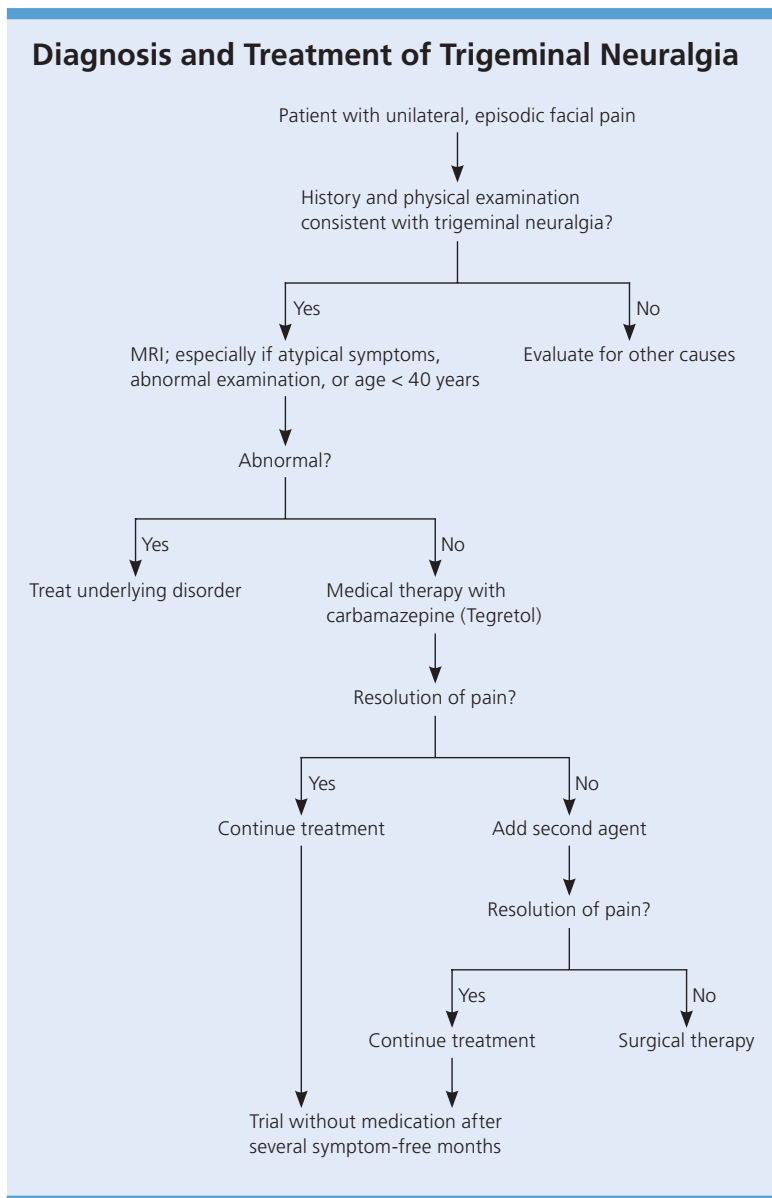 Diagnosis and Treatment of Trigeminal Neuralgia
Patient with unilateral, episodic facial pain
History and physical examination
consistent with trigeminal neuralgia?
Yes
No
MRI; especially if atypical symptoms,
abnormal examination, or age < 40 years
Evaluate for other causes
Abnormal?
Yes
No
Treat underlying disorder
Medical therapy with
carbamazepine (Tegretol)
Resolution of pain?
Yes
No
Continue treatment
Add second agent
Resolution of pain?
Yes
No
Continue treatment
Surgical therapy
Trial without medication after
several symptom-free months